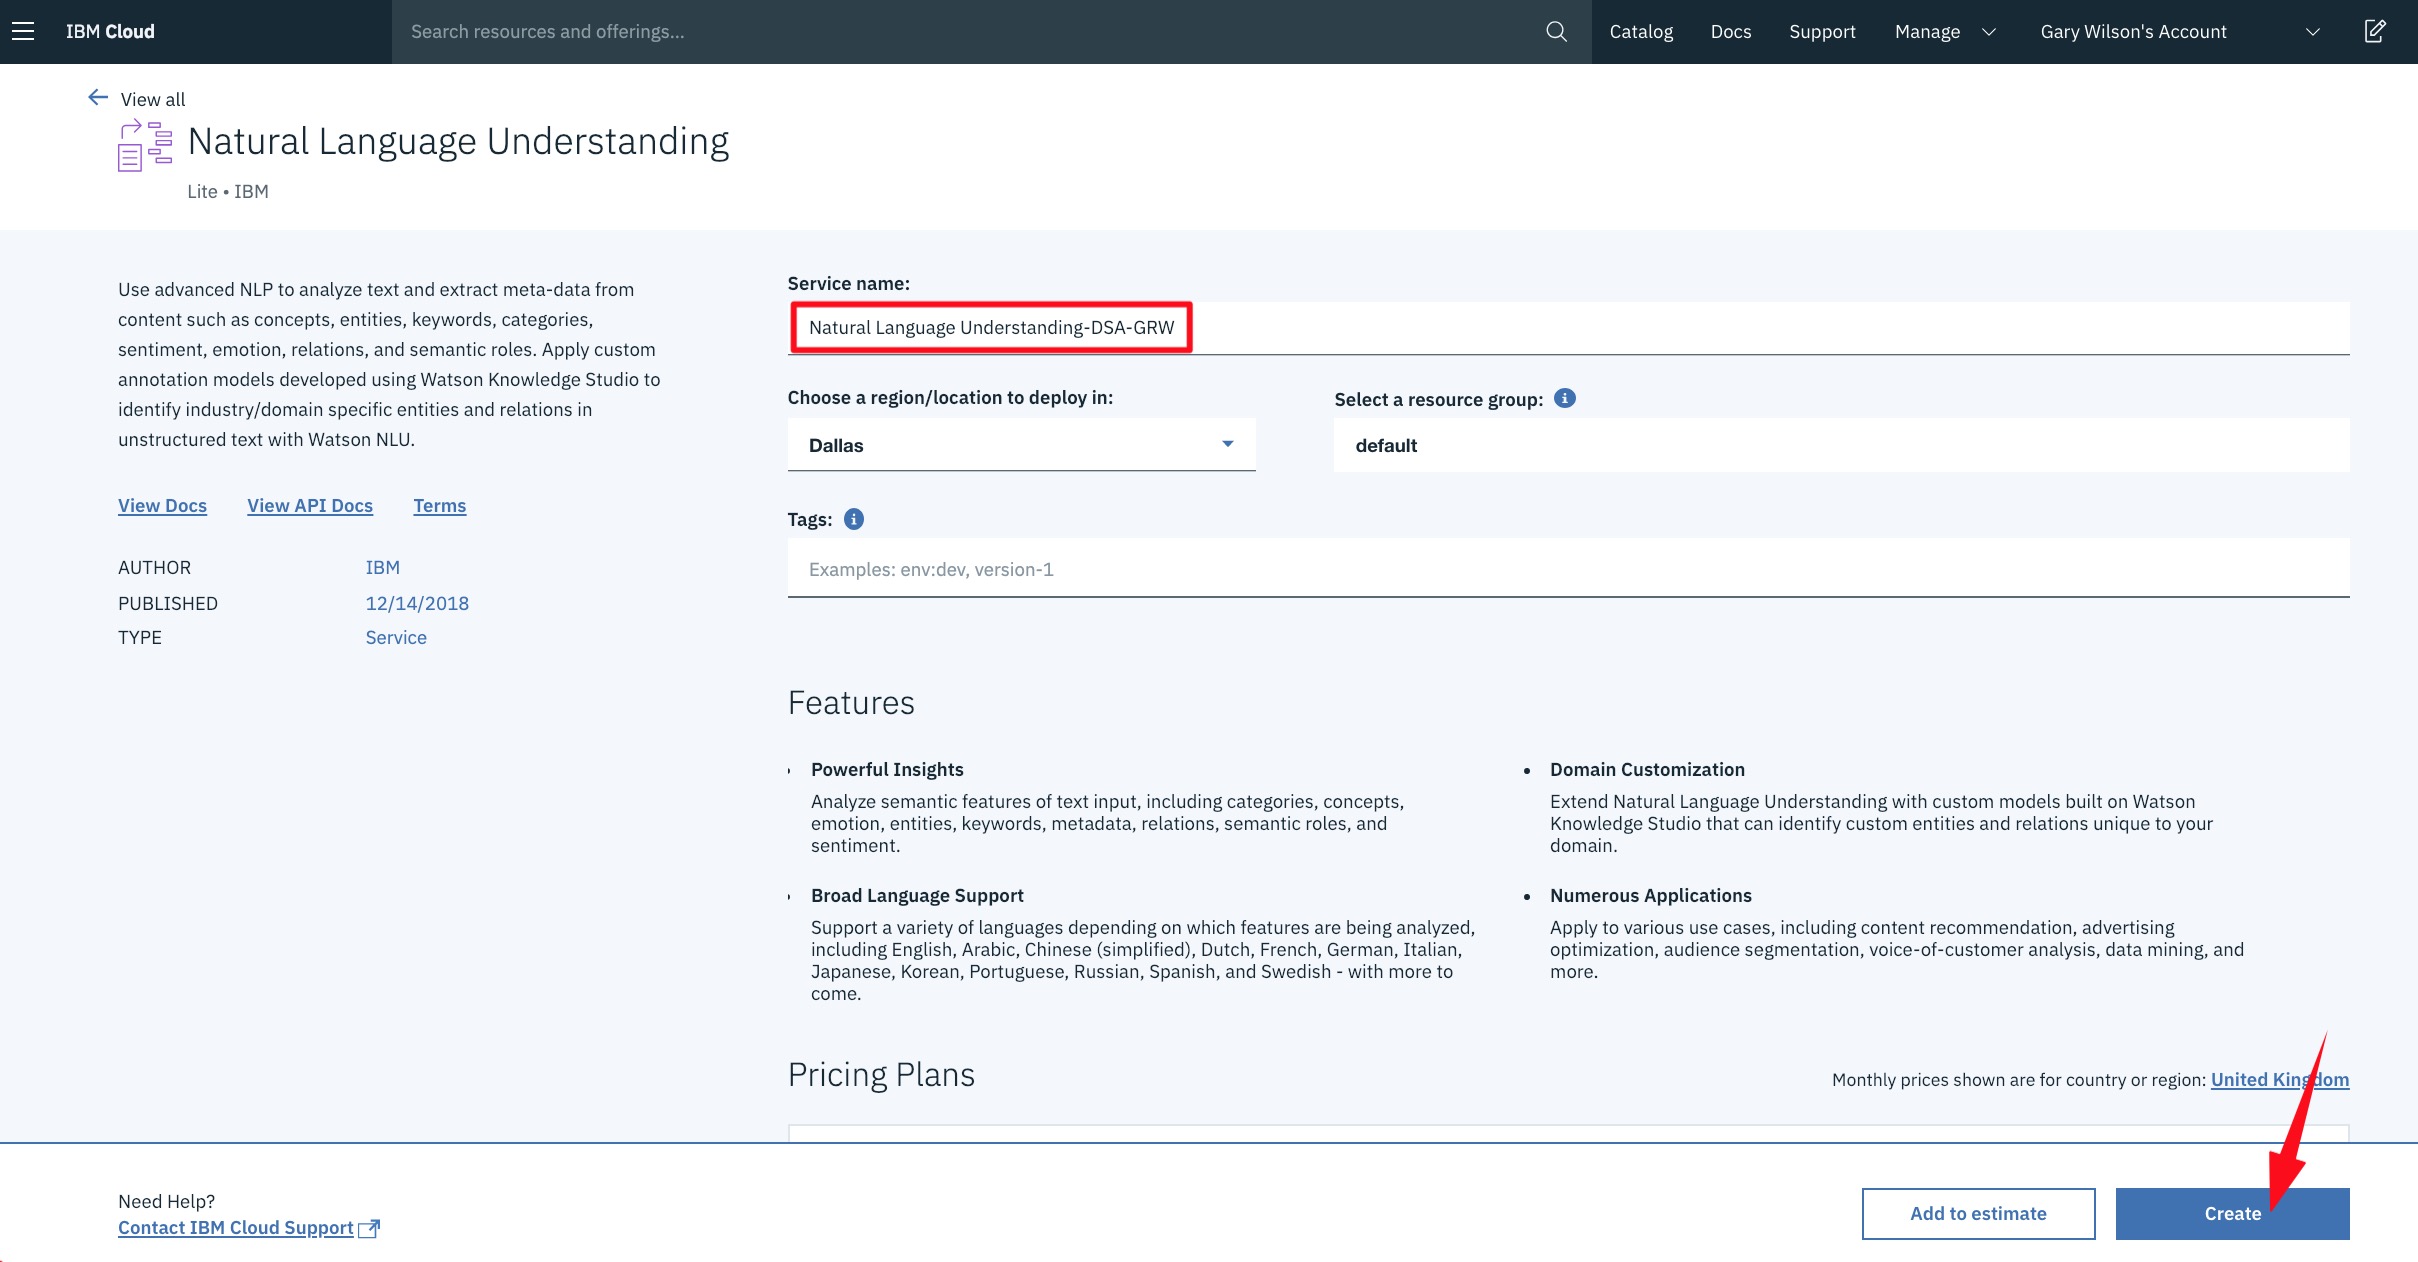 IBM Cloud
Search resources and offerings...
Catalog
Docs
Support
Manage
Gary Wilson's Account
View all
Natural Language Understanding
Lite • IBM
Use advanced NLP to analyze text and extract meta-data from
content such as concepts, entities, keywords, categories,
sentiment, emotion, relations, and semantic roles. Apply custom
annotation models developed using Watson Knowledge Studio to
identify industry/domain specific entities and relations in
unstructured text with Watson NLU.
View Docs
View API Docs
Terms
AUTHOR IBM
PUBLISHED 12/14/2018
TYPE Service
Service name:
Natural Language Understanding-DSA-GRW
Choose a region/location to deploy in:
Dallas
Select a resource group:
default
Tags:
Examples: env:dev, version-1
Features
• Powerful Insights
Analyze semantic features of text input, including categories, concepts,
emotion, entities, keywords, metadata, relations, semantic roles, and
sentiment.
• Domain Customization
Extend Natural Language Understanding with custom models built on Watson
Knowledge Studio that can identify custom entities and relations unique to your
domain.
• Broad Language Support
Support a variety of languages depending on which features are being analyzed,
including English, Arabic, Chinese (simplified), Dutch, French, German, Italian,
Japanese, Korean, Portuguese, Russian, Spanish, and Swedish - with more to
come.
• Numerous Applications
Apply to various use cases, including content recommendation, advertising
optimization, audience segmentation, voice-of-customer analysis, data mining, and
more.
Pricing Plans
Monthly prices shown are for country or region: United Kingdom
Need Help?
Contact IBM Cloud Support
Add to estimate
Create